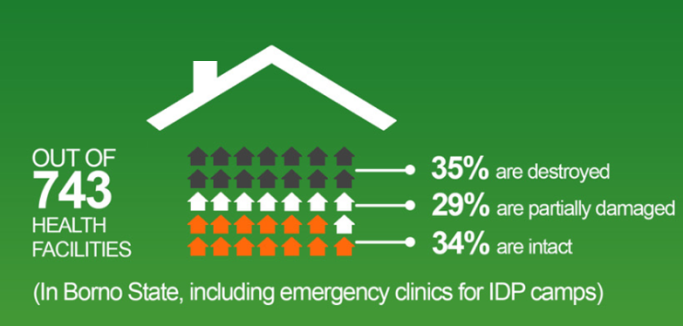 OUT OF
743
HEALTH
FACILITIES
35% are destroyed
29% are partially damaged
34% are intact
(In Borno State, including emergency clinics for IDP camps)